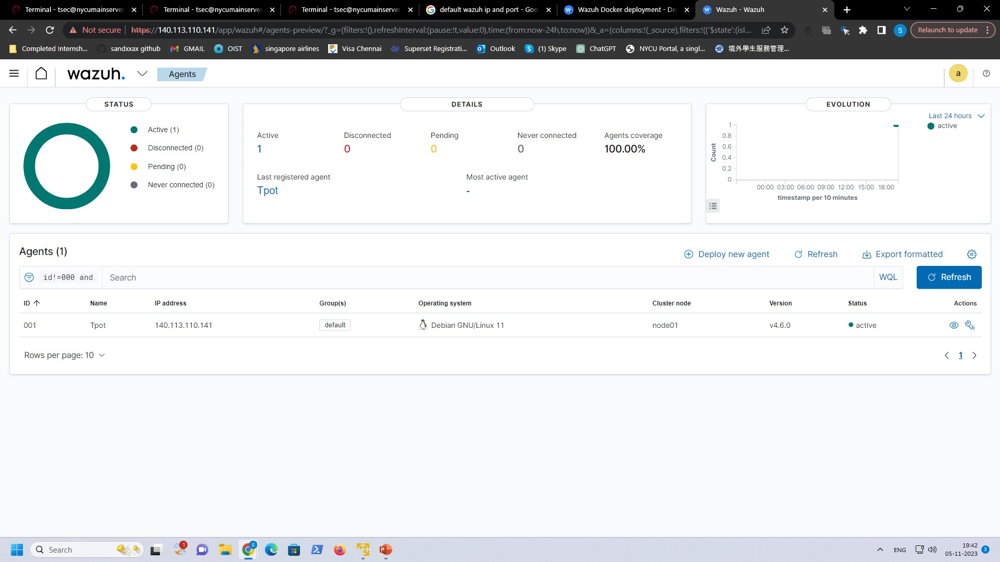 Terminal - tsec@nycumainserver
Terminal - tsec@nycumainserver
Terminal - tsec@nycumainserver
default wazuh ip and port - Goo
Wazuh Docker deployment - De
Wazuh - Wazuh
Not secure
https://140.113.110.141/app/wazuh#/agents-preview/?_g=(filters:!(),refreshInterval:(pause:!t,value:0),time:(from:now-24h,to:now))&_a=(columns:!(_source),filters:!(('$state':(isl...
Relaunch to update
Completed Internsh...
sandxxax github
GMAIL
OIST
singapore airlines
Visa Chennai
Superset Registrati...
Outlook
(1) Skype
ChatGPT
NYCU Portal, a singl...
境外學生服務管理...
wazuh.
Agents
a
STATUS
Active (1)
Disconnected (0)
Pending (0)
Never connected (0)
DETAILS
Active
1
Disconnected
0
Pending
0
Never connected
0
Agents coverage
100.00%
Last registered agent
Tpot
Most active agent
-
EVOLUTION
Last 24 hours
active
Count
1
0.8
0.6
0.4
0.2
0
00:00 03:00 06:00 09:00 12:00 15:00 18:00
timestamp per 10 minutes
Agents (1)
Deploy new agent
Refresh
Export formatted
id!=000 and
Search
WQL
Refresh
ID Name IP address Group(s) Operating system Cluster node Version Status Actions
001 Tpot 140.113.110.141 default Debian GNU/Linux 11 node01 v4.6.0 active
Rows per page: 10
1
Search
1
S
P
ENG
19:42
05-11-2023
3